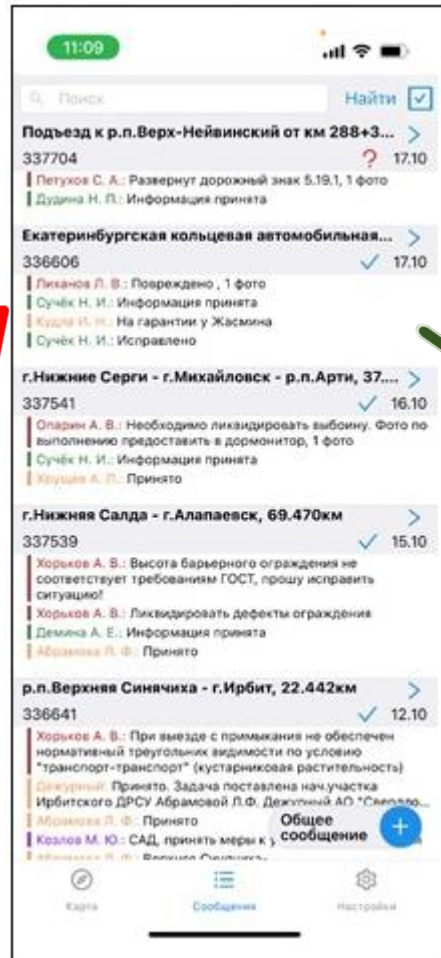 11:09
Поиск
Найти
Подъезд к р.п.Верх-Нейвинский от км 288+3...
337704 ? 17.10
Петухов С. А.: Развернут дорожный знак 5.19.1, 1 фото
Дудина Н. П.: Информация принята
Екатеринбургская кольцевая автомобильная...
336606 17.10
Лиханов Л. В.: Повреждено , 1 фото
Сучёк Н. И.: Информация принята
На гарантии у Жасмина
Сучёк Н. И.: Исправлено
г.Нижние Серги - г.Михайловск - р.п.Арти, 37....
337541 16.10
Опарин А. В.: Необходимо ликвидировать выбоину. Фото по
выполнению предоставить в дормонитор, 1 фото
Сучёк Н. И.: Информация принята
Хрущев А. П.: Принято
г.Нижняя Салда - г.Алапаевск, 69.470км
337539 15.10
Хорьков А. В.: Высота барьерного ограждения не
соответствует требованиям ГОСТ, прошу исправить
ситуацию!
Хорьков А. В.: Ликвидировать дефекты ограждения
Демина А. Е.: Информация принята
Абрамова Л. Ф.: Принято
р.п.Верхняя Синячиха - г.Ирбит, 22.442км
336641 12.10
Хорьков А. В.: При выезде с примыкания не обеспечен
нормативный треугольник видимости по условию
"транспорт-транспорт" (кустарниковая растительность)
Дежурный: Принято. Задача поставлена нач.участка
Ирбитского ДРСУ Абрамовой Л.Ф. Дежурный АО "Свердло...
Абрамова Л. Ф.: Принято
Козлов М. Ю.: САД, принять меры к у
Абрамова Л. Ф.:
Общее
сообщение
+
Карта
Сообщения
Настройки